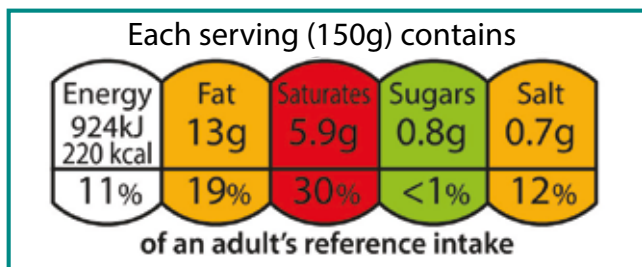 Each serving (150g) contains
Energy Fat Saturates Sugars Salt
924kJ 13g 5.9g 0.8g 0.7g
220 kcal
11% 19% 30% <1% 12%
of an adult's reference intake